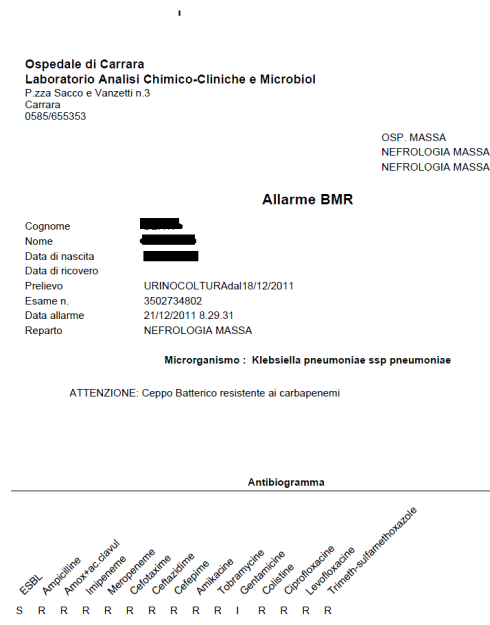 Ospedale di Carrara
Laboratorio Analisi Chimico-Cliniche e Microbiol
P.zza Sacco e Vanzetti n.3
Carrara
0585/655353
OSP. MASSA
NEFROLOGIA MASSA
NEFROLOGIA MASSA
Allarme BMR
Cognome
Nome
Data di nascita
Data di ricovero
Prelievo URINOCOLTURAdal18/12/2011
Esame n. 3502734802
Data allarme 21/12/2011 8.29.31
Reparto NEFROLOGIA MASSA
Microrganismo : Klebsiella pneumoniae ssp pneumoniae
ATTENZIONE: Ceppo Batterico resistente ai carbapenemi
Antibiogramma
ESBL Ampicilline Amox+ac.clavul Imipeneme Meropeneme Cefotaxime Ceftazidime Cefepime Amikacine Tobramycine Gentamicine Colistine Ciprofloxacine Levofloxacine Trimeth-sulfamethoxazole
S R R R R R R R R R I R R R R